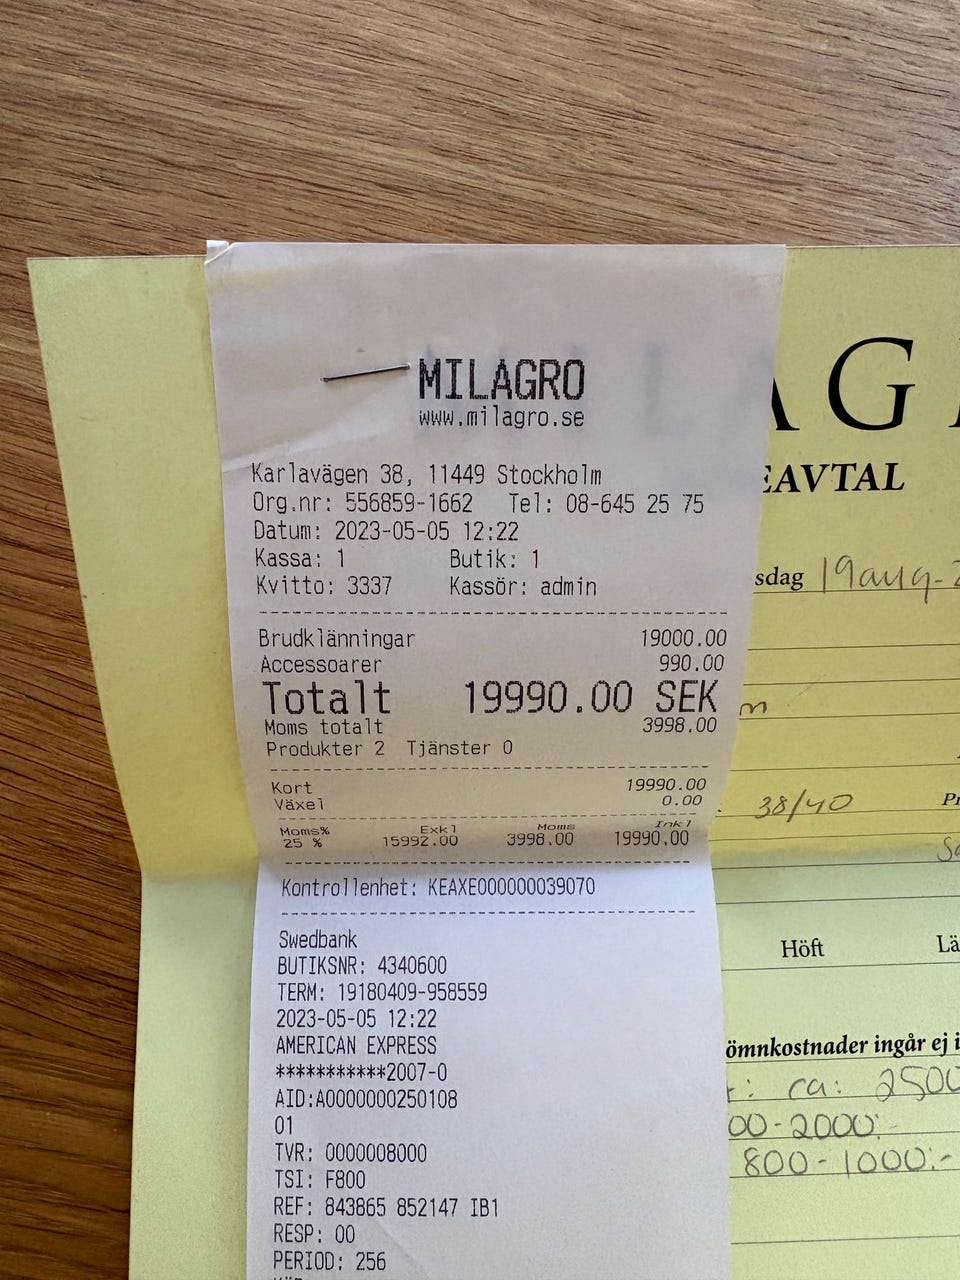 MILAGRO
www.milagro.se
Karlavägen 38, 11449 Stockholm
Org.nr: 556859-1662 Tel: 08-645 25 75
Datum: 2023-05-05 12:22
Kassa: 1 Butik: 1
Kvitto: 3337 Kassör: admin
Brudklänningar 19000.00
Accessoarer 990.00
Totalt 19990.00 SEK
Moms totalt 3998.00
Produkter 2 Tjänster 0
Kort 19990.00
Växel 0.00
Moms% Exkl Moms Inkl
25 % 15992.00 3998.00 19990.00
Kontrollenhet: KEAXE000000039070
Swedbank
BUTIKSNR: 4340600
TERM: 19180409-958559
2023-05-05 12:22
AMERICAN EXPRESS
***********2007-0
AID:A0000000250108
01
TVR: 0000008000
TSI: F800
REF: 843865 852147 IB1
RESP: 00
PERIOD: 256
AG
EAVTAL
sdag 19 aug-2
m
38/40 Pr
Höft Lä
ömnkostnader ingår ej i
: ca: 2500
00-2000:-
800-1000:-